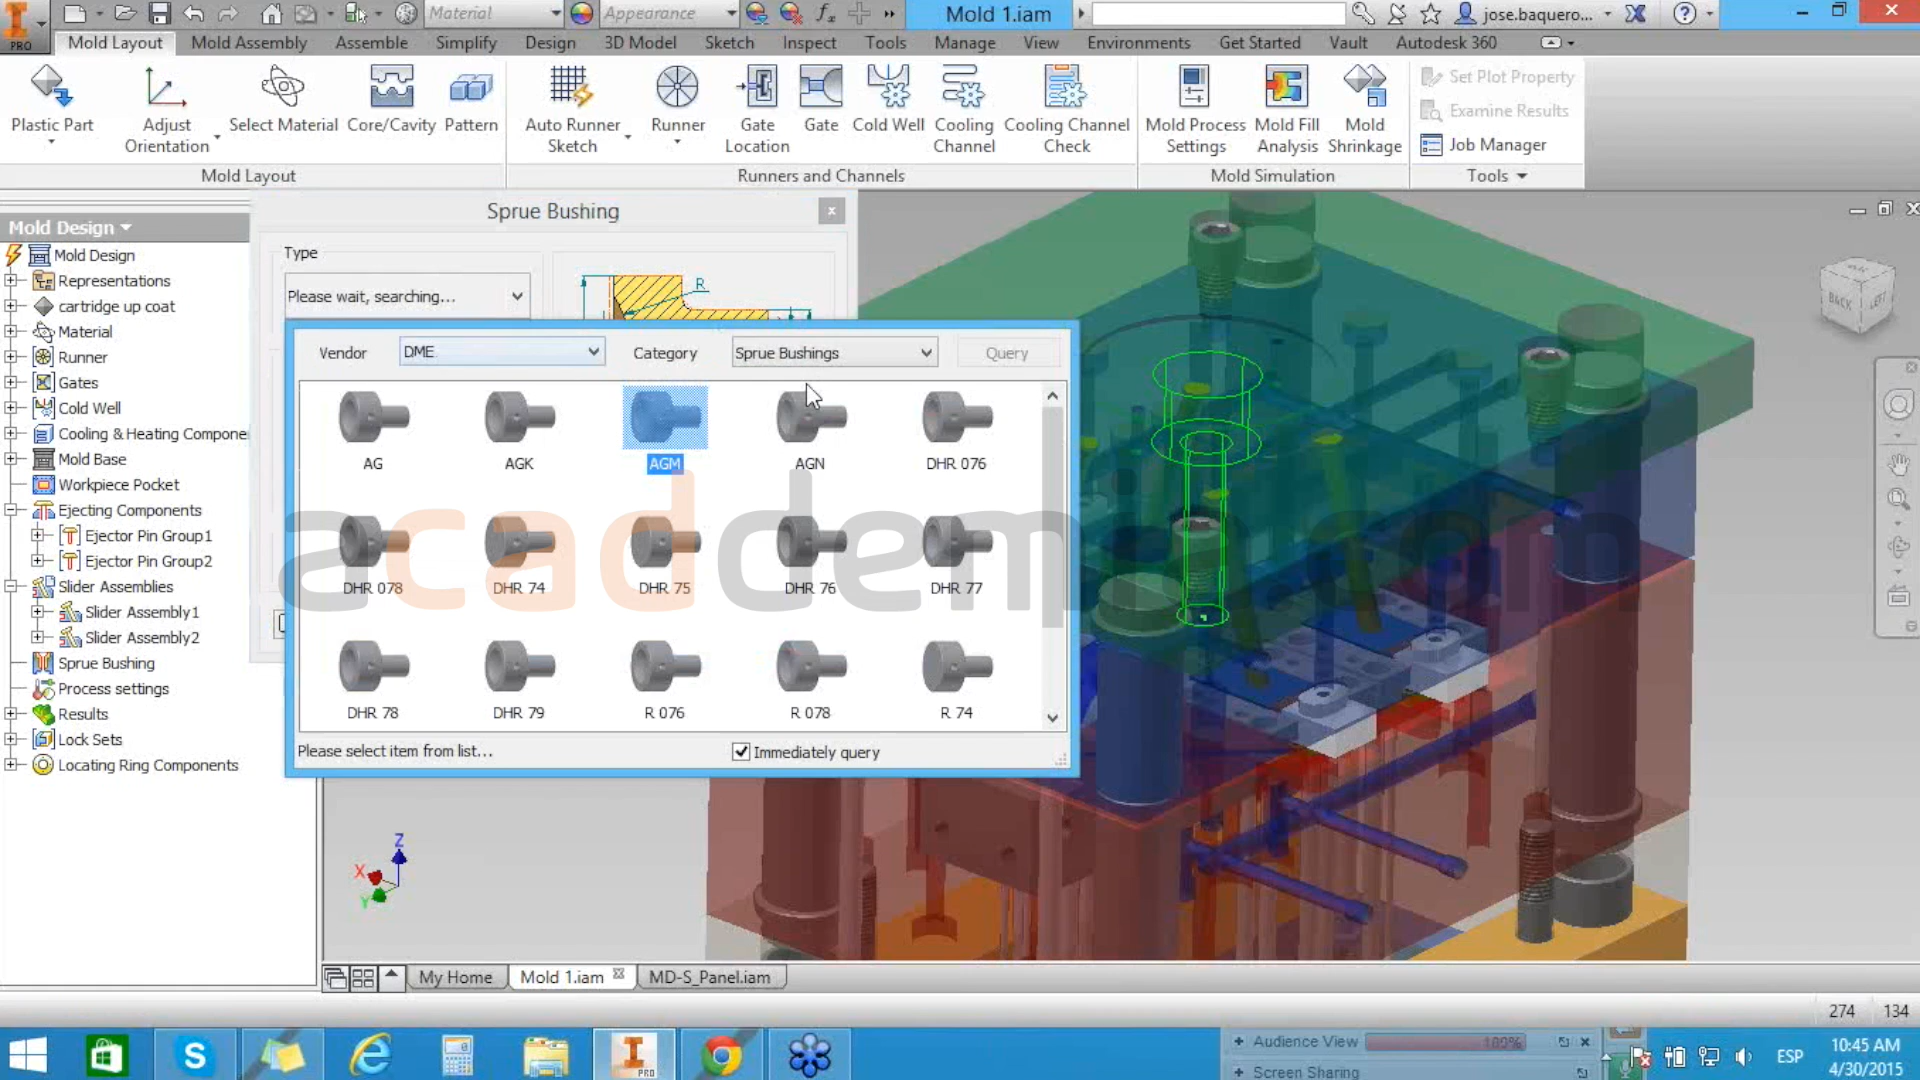 Material
Appearance
Mold 1.iam
jose.baquero...
PRO
Mold Layout
Mold Assembly
Assemble
Simplify
Design
3D Model
Sketch
Inspect
Tools
Manage
View
Environments
Get Started
Vault
Autodesk 360
Plastic Part
Adjust
Orientation
Select Material
Core/Cavity
Pattern
Auto Runner
Sketch
Runner
Gate
Location
Gate
Cold Well
Cooling
Channel
Cooling Channel
Check
Mold Process
Settings
Mold Fill
Analysis
Mold
Shrinkage
Set Plot Property
Examine Results
Job Manager
Mold Layout
Runners and Channels
Mold Simulation
Tools
Mold Design
Mold Design
Representations
cartridge up coat
Material
Runner
Gates
Cold Well
Cooling & Heating Compone
Mold Base
Workpiece Pocket
Ejecting Components
Ejector Pin Group1
Ejector Pin Group2
Slider Assemblies
Slider Assembly1
Slider Assembly2
Sprue Bushing
Process settings
Results
Lock Sets
Locating Ring Components
Sprue Bushing
Type
Please wait, searching...
R
Vendor
DME
Category
Sprue Bushings
Query
AG
AGK
AGM
AGN
DHR 076
DHR 078
DHR 74
DHR 75
DHR 76
DHR 77
DHR 78
DHR 79
R 076
R 078
R 74
Please select item from list...
Immediately query
acaddemia.com
BACK
LEFT
Z
X
Y
My Home
Mold 1.iam
MD-S_Panel.iam
274 134
Audience View
100%
Screen Sharing
ESP
10:45 AM
4/30/2015